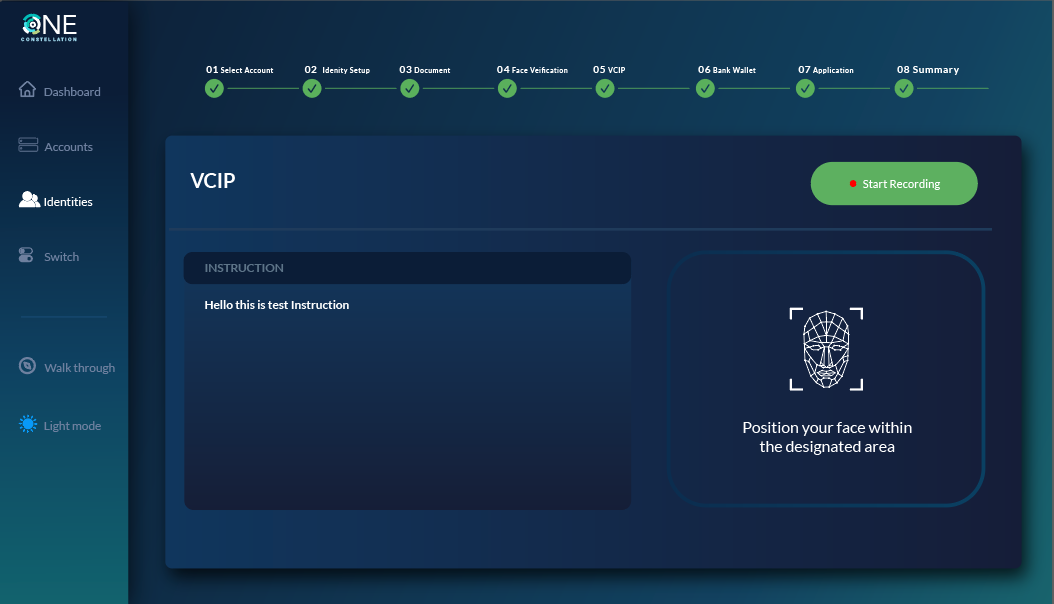 ONE
CONSTELLATION
Dashboard
Accounts
Identities
Switch
Walk through
Light mode
01 Select Account
02 Idenity Setup
03 Document
04 Face Veification
05 VCIP
06 Bank Wallet
07 Application
08 Summary
VCIP
Start Recording
INSTRUCTION
Hello this is test Instruction
Position your face within
the designated area